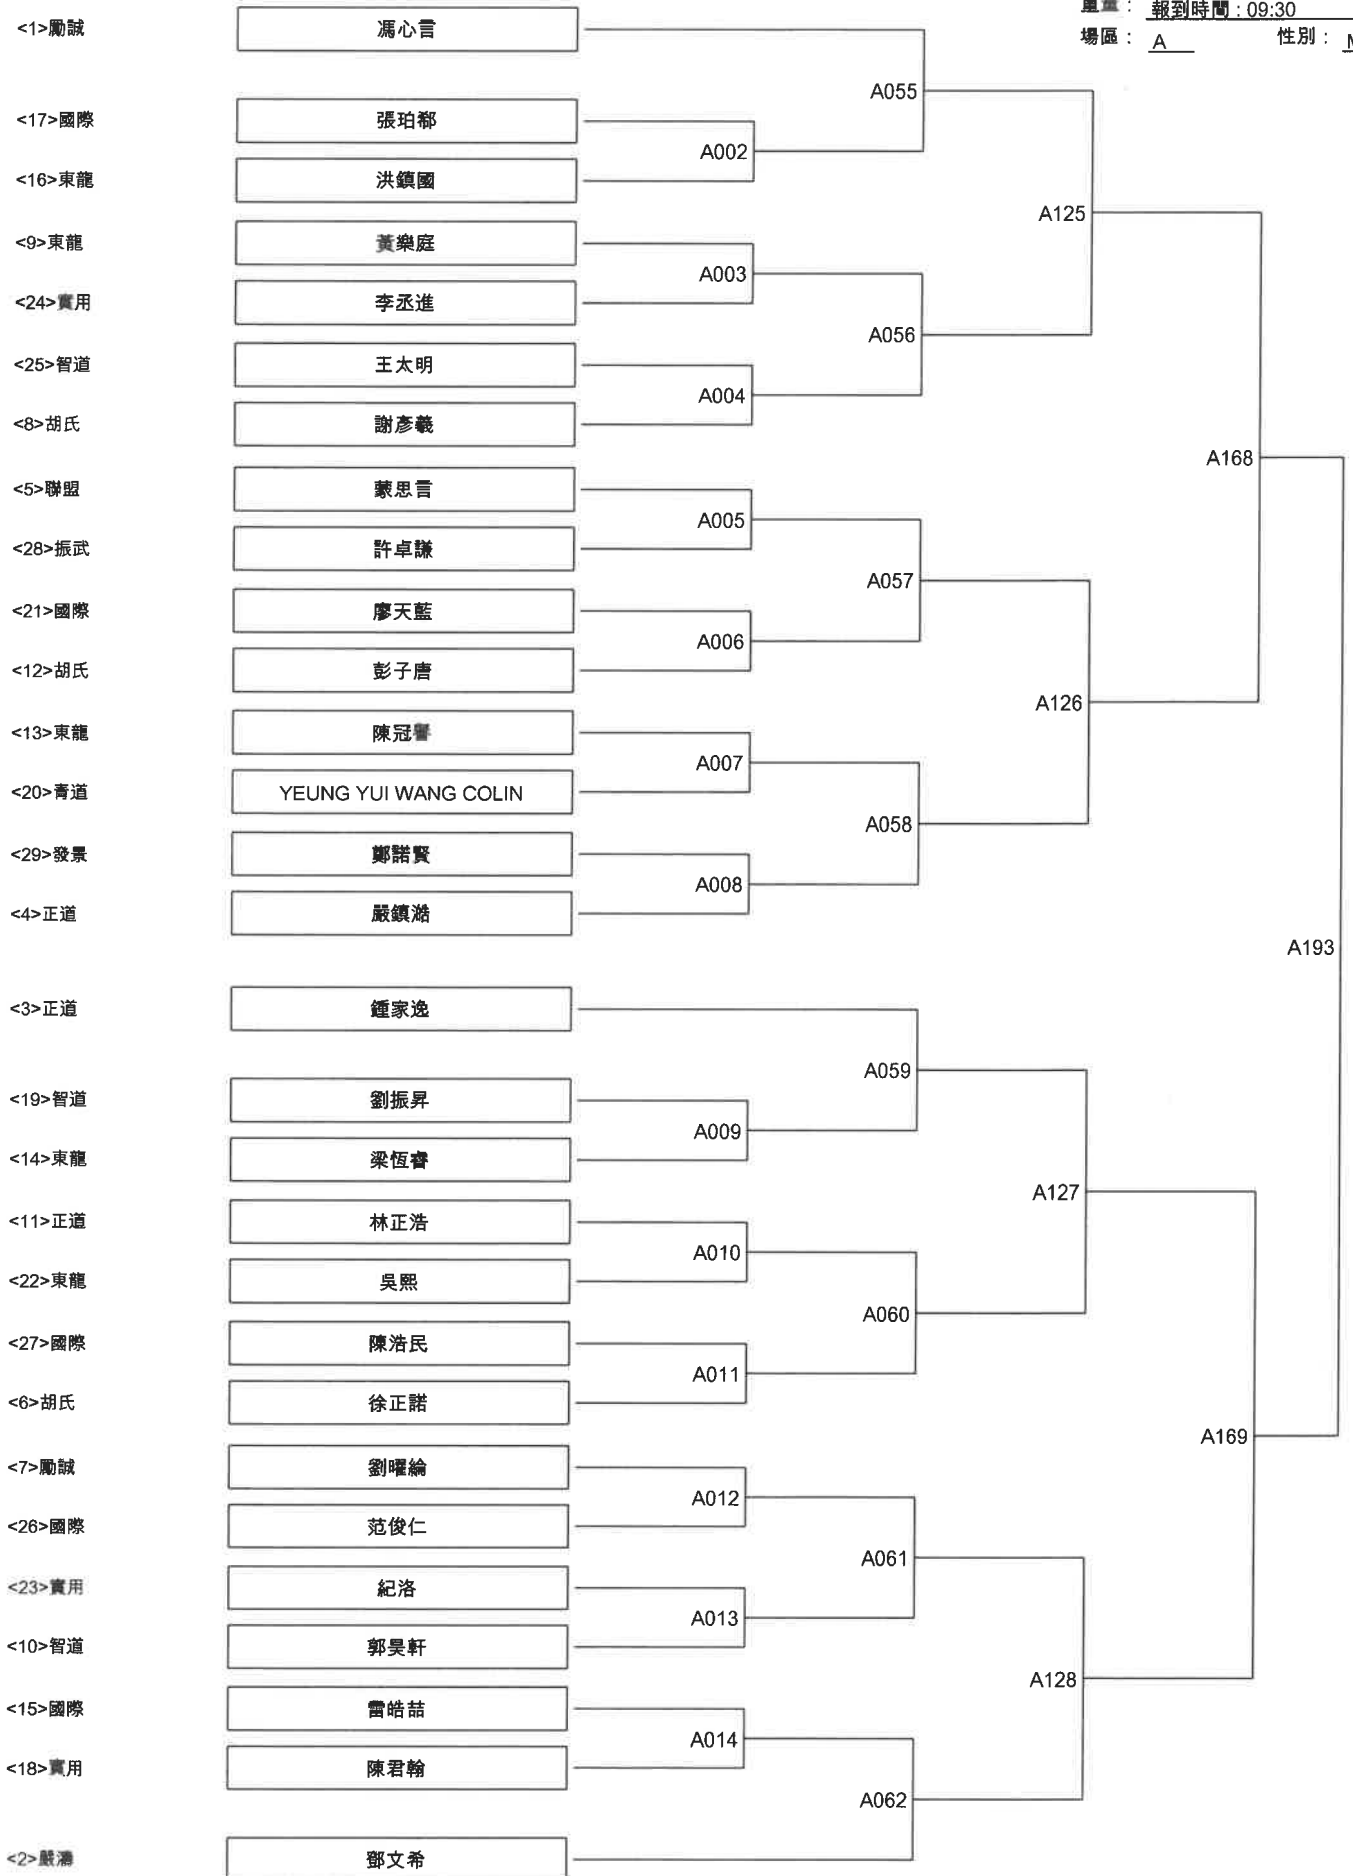 重量： 報到時間 : 09:30
場區： A 性別： M
<1>勵誠 馮心言
A055
<17>國際 張珀郗
A002
<16>東龍 洪鎮國
A125
<9>東龍 黃樂庭
A003
<24>實用 李丞進
A056
<25>智道 王太明
A004
<8>胡氏 謝彥羲
A168
<5>聯盟 蒙思言
A005
<28>振武 許卓謙
A057
<21>國際 廖天藍
A006
<12>胡氏 彭子唐
A126
<13>東龍 陳冠譽
A007
<20>青道 YEUNG YUI WANG COLIN
A058
<29>發景 鄭諾賢
A008
<4>正道 嚴鎮澔
A193
<3>正道 鍾家逸
A059
<19>智道 劉振昇
A009
<14>東龍 梁恆睿
A127
<11>正道 林正浩
A010
<22>東龍 吳熙
A060
<27>國際 陳浩民
A011
<6>胡氏 徐正諾
A169
<7>勵誠 劉曜綸
A012
<26>國際 范俊仁
A061
<23>實用 紀洛
A013
<10>智道 郭昊軒
A128
<15>國際 雷皓喆
A014
<18>實用 陳君翰
A062
<2>嚴濤 鄧文希